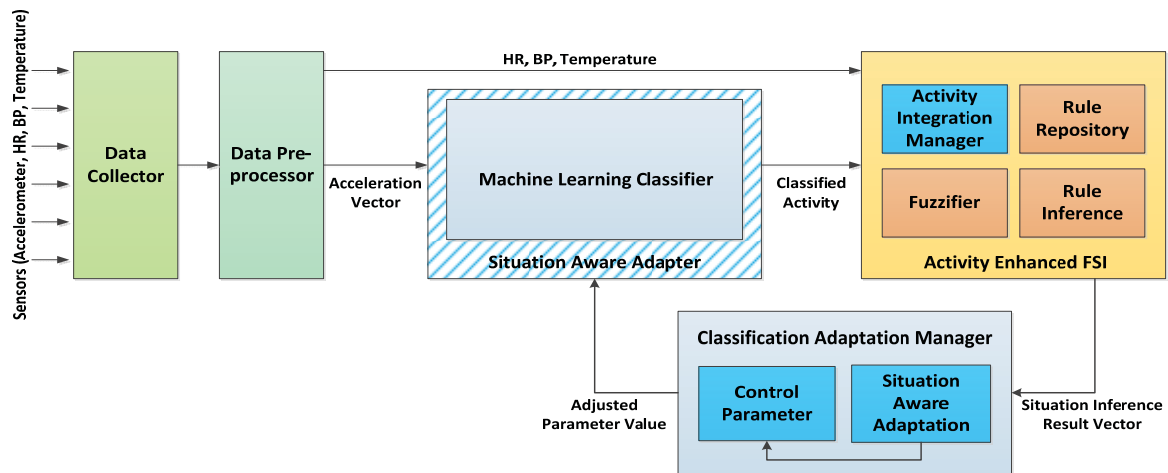 Sensors (Accelerometer, HR, BP, Temperature)
Data
Collector
Data Pre-
processor
HR, BP, Temperature
Acceleration
Vector
Machine Learning Classifier
Situation Aware Adapter
Classified
Activity
Activity
Integration
Manager
Rule
Repository
Fuzzifier
Rule
Inference
Activity Enhanced FSI
Classification Adaptation Manager
Control
Parameter
Situation
Aware
Adaptation
Adjusted
Parameter Value
Situation Inference
Result Vector